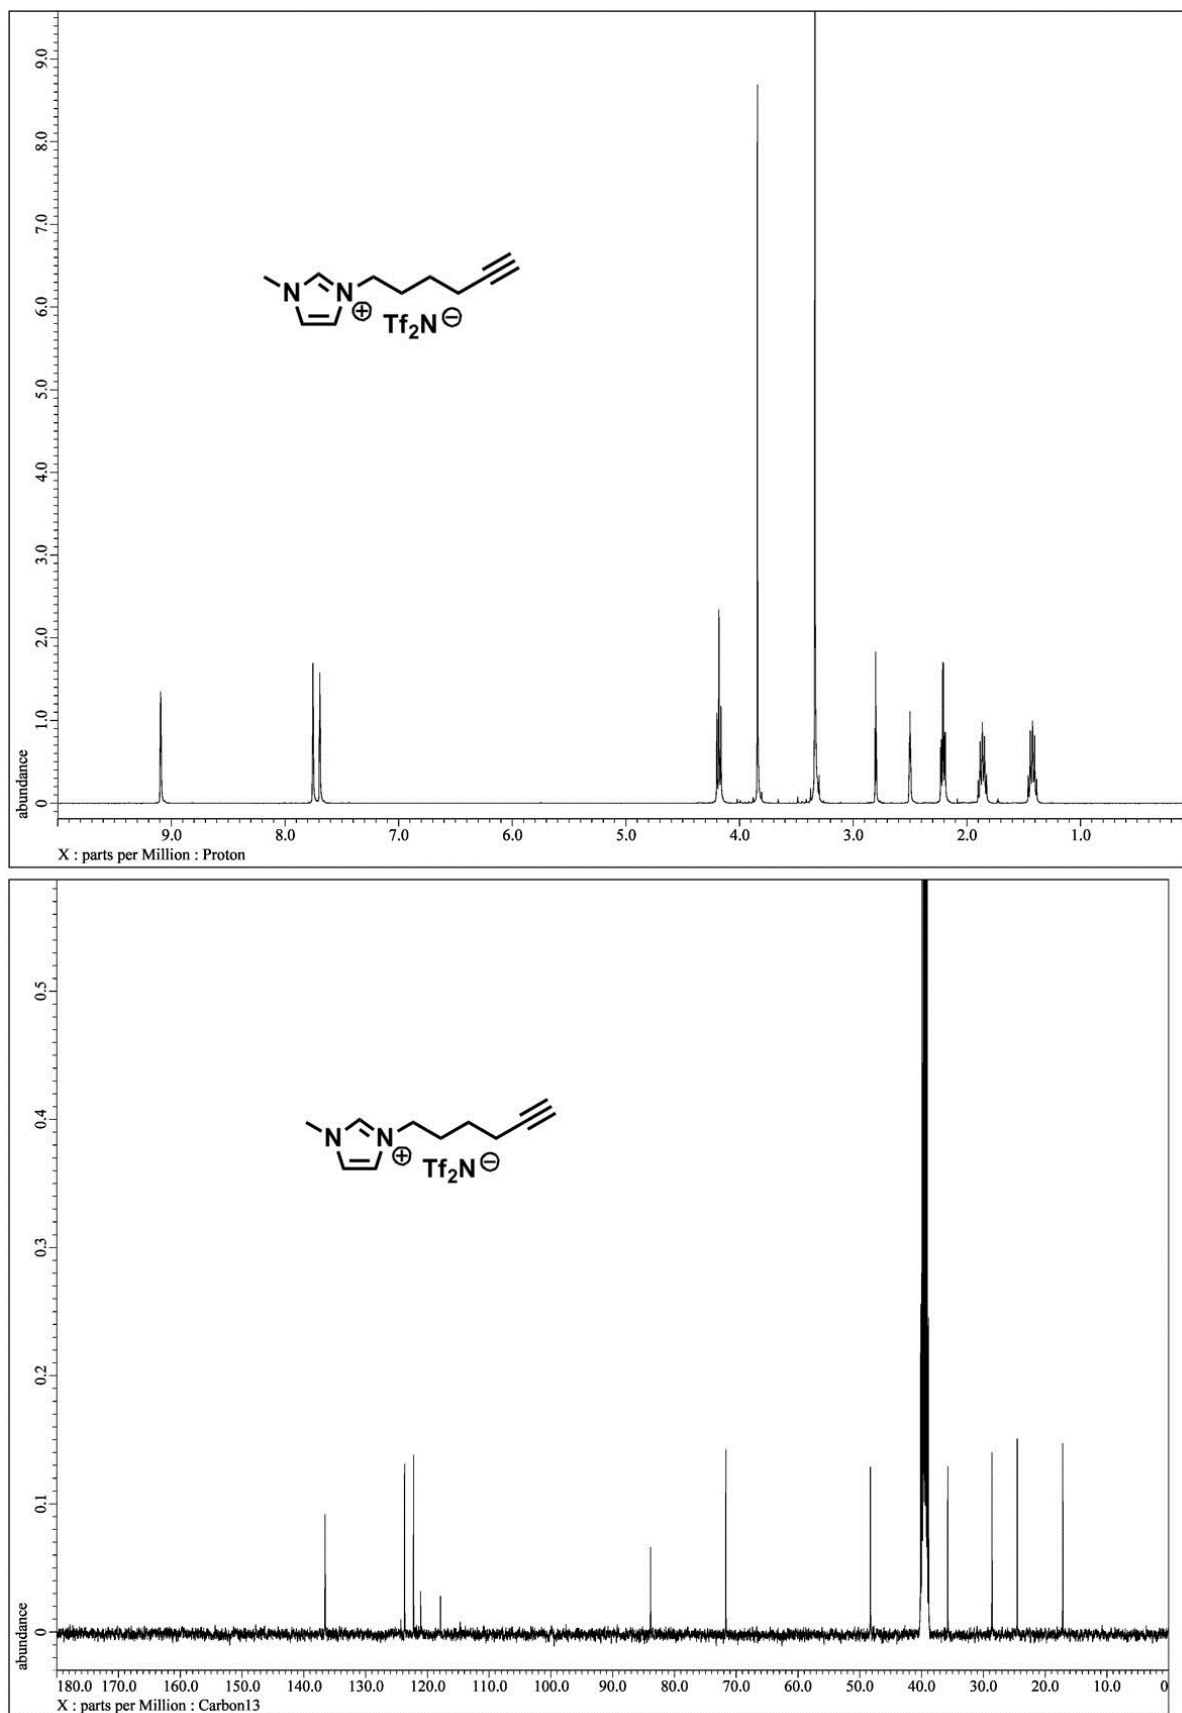 9.0
8.0
7.0
6.0
5.0
4.0
3.0
2.0
1.0
0
abundance
N
N
⊕
Tf₂N ⊖
9.0 8.0 7.0 6.0 5.0 4.0 3.0 2.0 1.0
X : parts per Million : Proton
0.5
0.4
0.3
0.2
0.1
0
abundance
N
N
⊕
Tf₂N ⊖
180.0 170.0 160.0 150.0 140.0 130.0 120.0 110.0 100.0 90.0 80.0 70.0 60.0 50.0 40.0 30.0 20.0 10.0 0
X : parts per Million : Carbon13